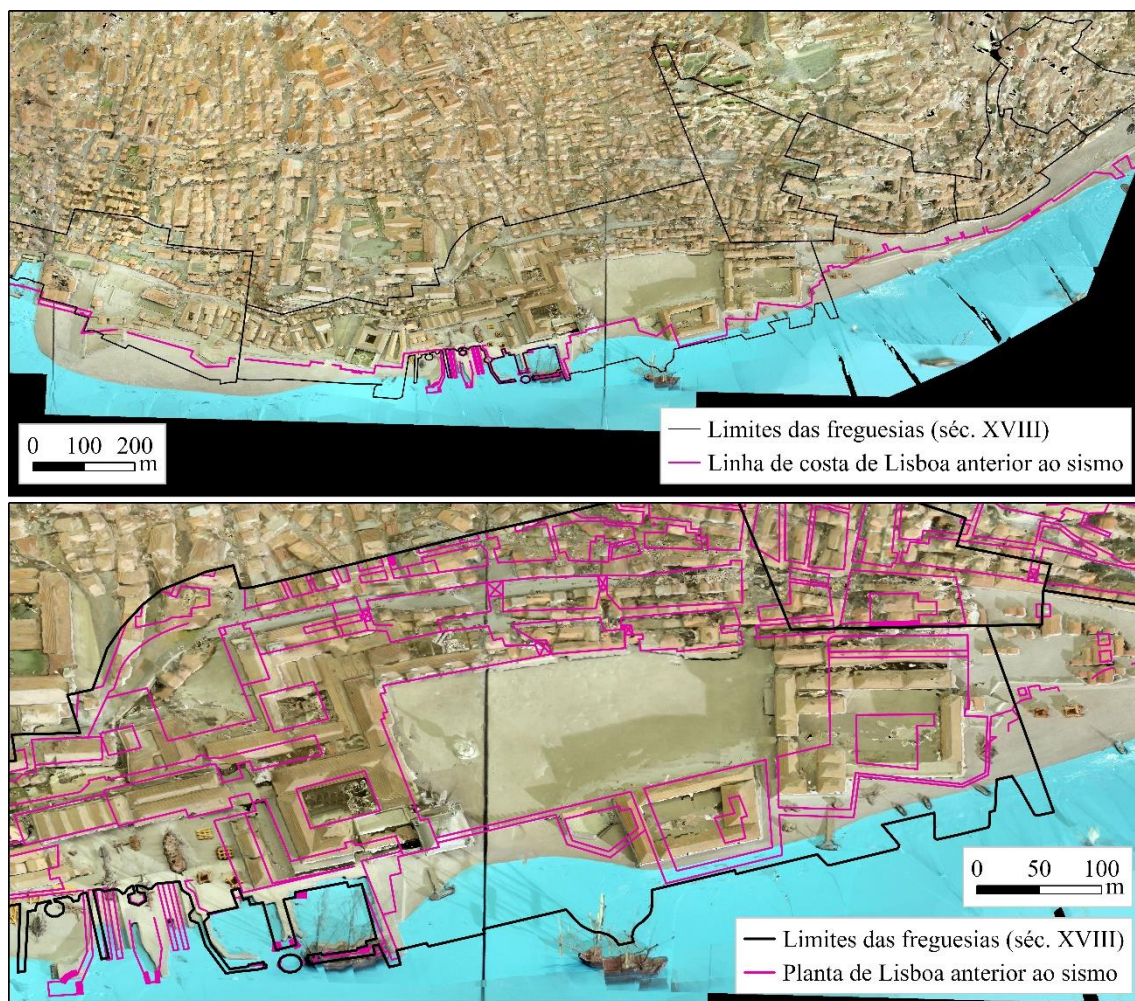 0 100 200
m
Limites das freguesias (séc. XVIII)
Linha de costa de Lisboa anterior ao sismo
0 50 100
m
Limites das freguesias (séc. XVIII)
Planta de Lisboa anterior ao sismo